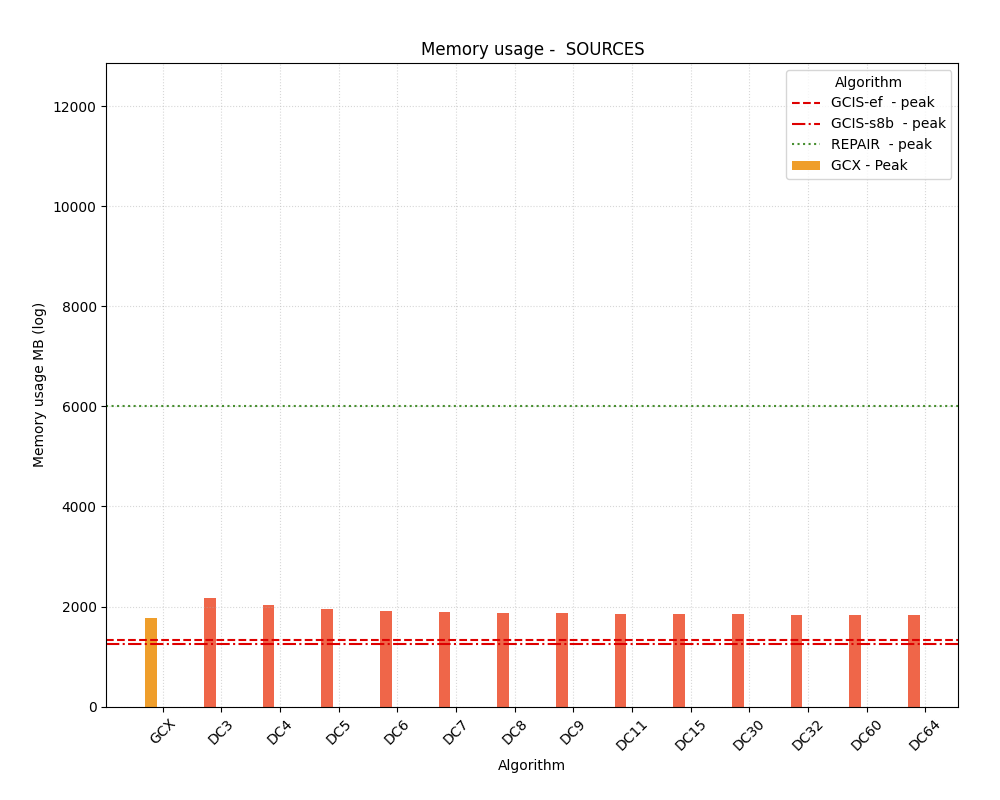 Memory usage -  SOURCES
Algorithm
GCIS-ef  - peak
GCIS-s8b  - peak
REPAIR  - peak
GCX - Peak
Memory usage MB (log)
12000
10000
8000
6000
4000
2000
0
GCX DC3 DC4 DC5 DC6 DC7 DC8 DC9 DC11 DC15 DC30 DC32 DC60 DC64
Algorithm